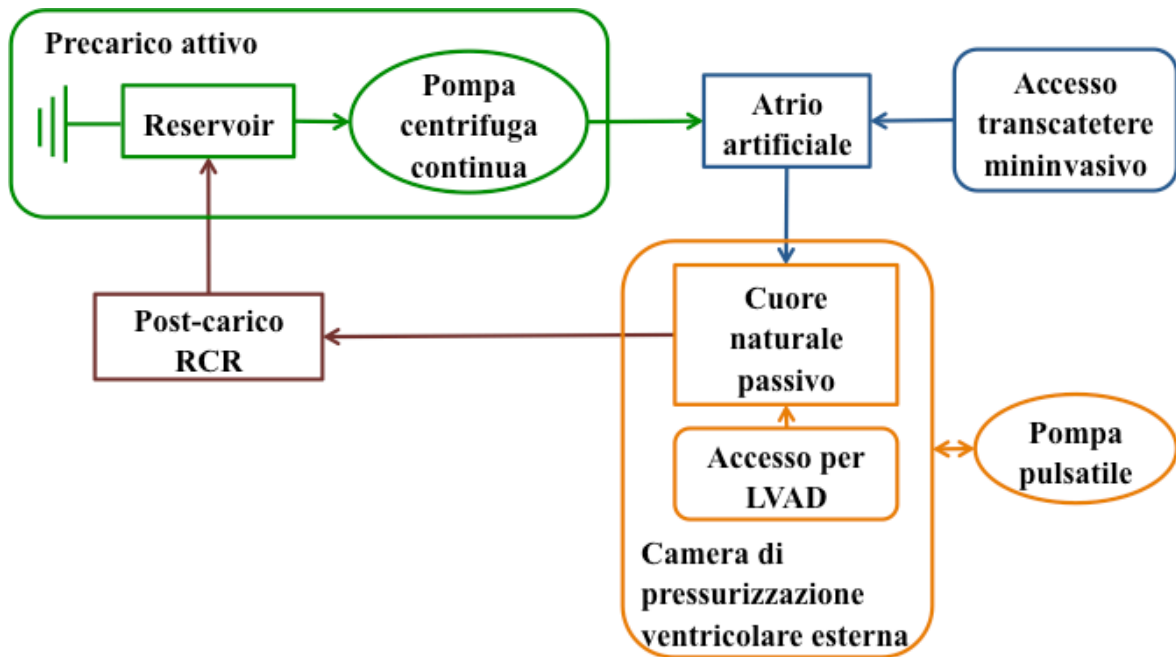 Precarico attivo
Reservoir
Pompa
centrifuga
continua
Atrio
artificiale
Accesso
transcatetere
mininvasivo
Post-carico
RCR
Cuore
naturale
passivo
Accesso per
LVAD
Pompa
pulsatile
Camera di
pressurizzazione
ventricolare esterna